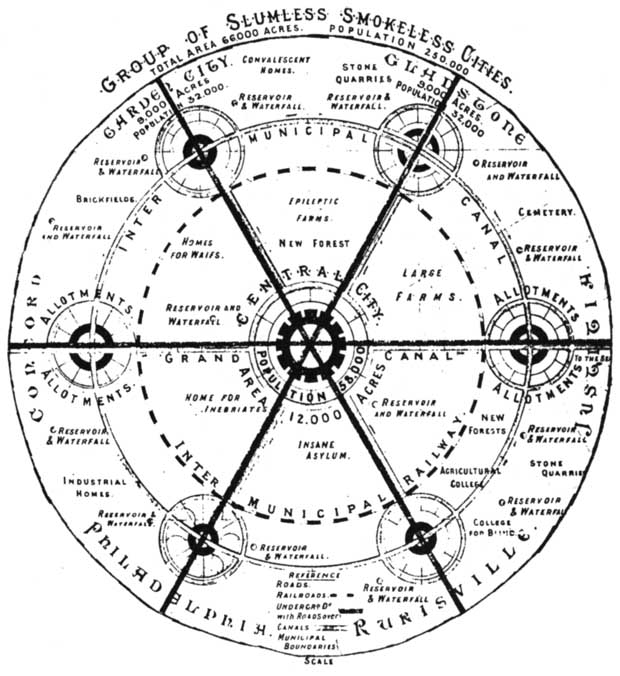 GROUP OF SLUMLESS SMOKELESS CITIES.
TOTAL AREA 66000 ACRES. POPULATION 250,000
GARDEN CITY.
9,000 ACRES
POPULATION 32,000.
GLADSTONE
9,000 ACRES.
POPULATION 32,000
CONVALESCENT
HOMES.
STONE
QUARRIES
RESERVOIR
& WATERFALL
RESERVOIR &
WATERFALL.
INTER MUNICIPAL CANAL
RESERVOIR
& WATERFALL
RESERVOIR
AND WATERFALL
BRICKFIELDS.
EPILEPTIC
FARMS.
CEMETERY.
RESERVOIR
AND WATERFALL
HOMES
FOR WAIFS.
NEW FOREST
RESERVOIR
& WATERFALL
LARGE
FARMS.
CENTRAL CITY.
CONCORD
JUSTITIA
ALLOTMENTS.
ALLOTMENTS
RESERVOIR AND
WATERFALL
GRAND CANAL
TO THE
AREA 12.000 ACRES
POPULATION 58.000
ALLOTMENTS.
ALLOTMENTS
HOME FOR
INEBRIATES.
RESERVOIR
AND WATERFALL
NEW
FORESTS
RESERVOIR
& WATERFALL
RESERVOIR
& WATERFALL
INSANE
ASYLUM.
INTER MUNICIPAL RAILWAY.
AGRICULTURAL
COLLEGE
STONE
QUARRIES
INDUSTRIAL
HOMES.
RESERVOIR
& WATERFALL
RESERVOIR &
WATERFALL
COLLEGE
FOR BLIND.
RESERVOIR
& WATERFALL.
PHILADELPHIA.
RURISVILLE.
RESERVOIR
& WATERFALL
REFERENCE
ROADS.
RAILROADS.
UNDERGRD DO
WITH ROADS OVER
CANALS
MUNICIPAL
BOUNDARIES
SCALE